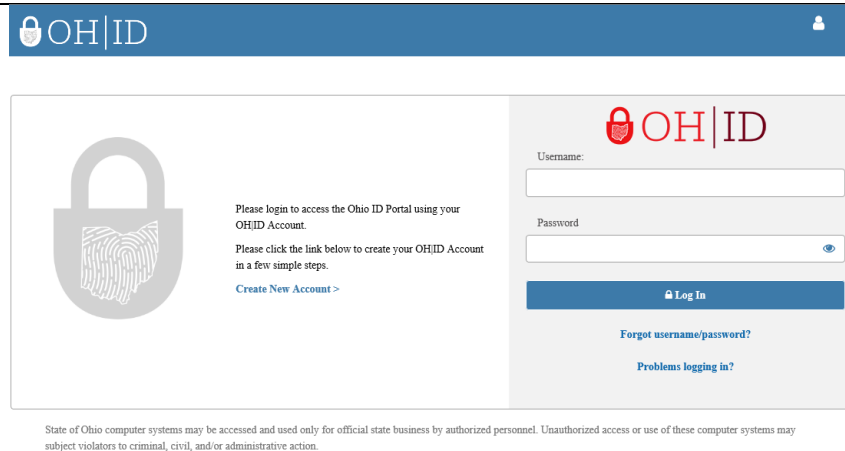 OH|ID
OH|ID
Username:
Please login to access the Ohio ID Portal using your
OH|ID Account.
Password
Please click the link below to create your OH|ID Account
in a few simple steps.
Create New Account >
Log In
Forgot username/password?
Problems logging in?
State of Ohio computer systems may be accessed and used only for official state business by authorized personnel. Unauthorized access or use of these computer systems may
subject violators to criminal, civil, and/or administrative action.